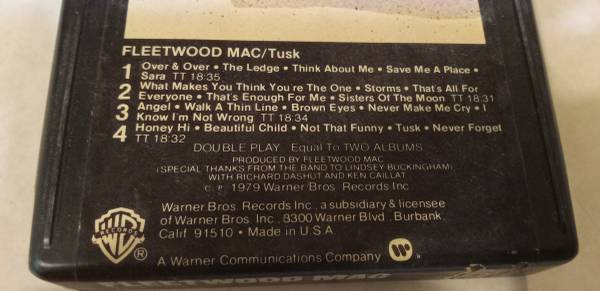 FLEETWOOD MAC/Tusk
1 Over & Over • The Ledge • Think About Me • Save Me A Place •
Sara TT 18:35
2 What Makes You Think You're The One • Storms • That's All For
Everyone • That's Enough For Me • Sisters Of The Moon TT 18:31
3 Angel • Walk A Thin Line • Brown Eyes • Never Make Me Cry • I
Know I'm Not Wrong TT 18:34
4 Honey Hi • Beautiful Child • Not That Funny • Tusk • Never Forget
TT 18:32
DOUBLE PLAY Equal To TWO ALBUMS
PRODUCED BY FLEETWOOD MAC
(SPECIAL THANKS FROM THE BAND TO LINDSEY BUCKINGHAM)
WITH RICHARD DASHUT AND KEN CAILLAT
C P 1979 Warner Bros Records Inc
Warner Bros. Records Inc., a subsidiary & licensee
of Warner Bros. Inc., 8300 Warner Blvd., Burbank,
Calif. 91510 • Made in U.S.A.
WB ®
A Warner Communications Company
FLEETWOOD MAC